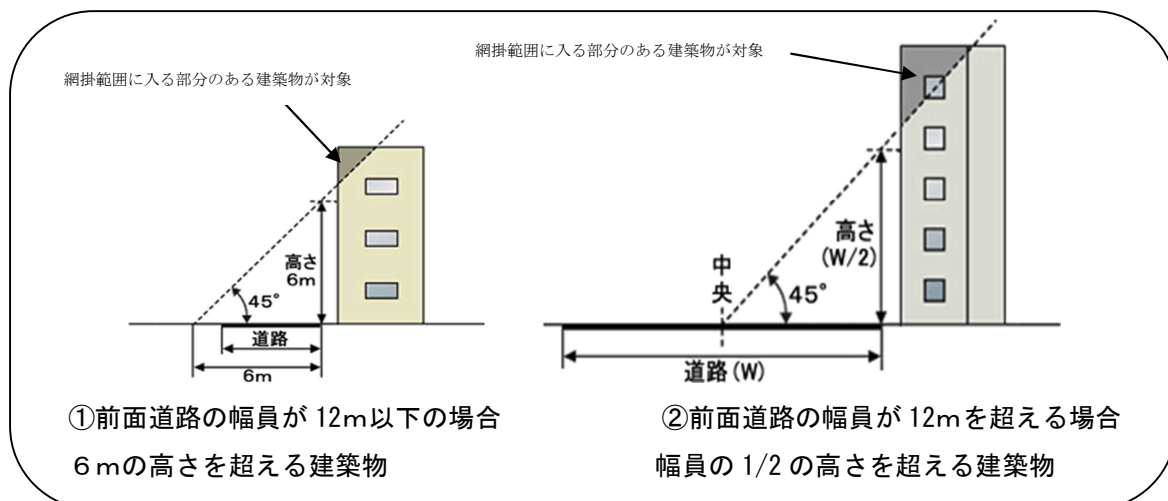 網掛範囲に入る部分のある建築物が対象
高さ
6m
45°
道路
6m
①前面道路の幅員が 12m以下の場合
6mの高さを超える建築物
網掛範囲に入る部分のある建築物が対象
高さ
(W/2)
中央
45°
道路(W)
②前面道路の幅員が 12mを超える場合
幅員の 1/2 の高さを超える建築物